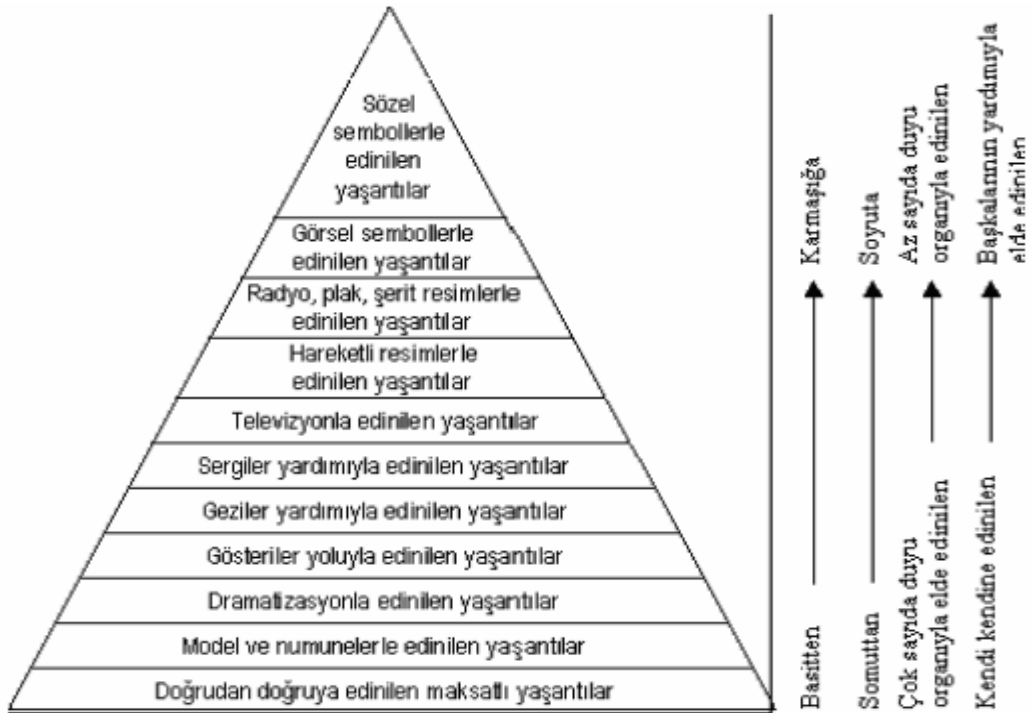 Sözel
sembollerle
edinilen
yaşantılar
Görsel sembollerle
edinilen yaşantılar
Radyo, plak, şerit resimlerle
edinilen yaşantılar
Hareketli resimlerle
edinilen yaşantılar
Televizyonla edinilen yaşantılar
Sergiler yardımıyla edinilen yaşantılar
Geziler yardımıyla edinilen yaşantılar
Gösteriler yoluyla edinilen yaşantılar
Dramatizasyonla edinilen yaşantılar
Model ve numunelerle edinilen yaşantılar
Doğrudan doğruya edinilen maksatlı yaşantılar
Basitten
Karmaşığa
Somuttan
Soyuta
Çok sayıda duyu
organıyla elde edinilen
Az sayıda duyu
organıyla edinilen
Kendi kendine edinilen
Başkalarının yardımıyla
elde edinilen